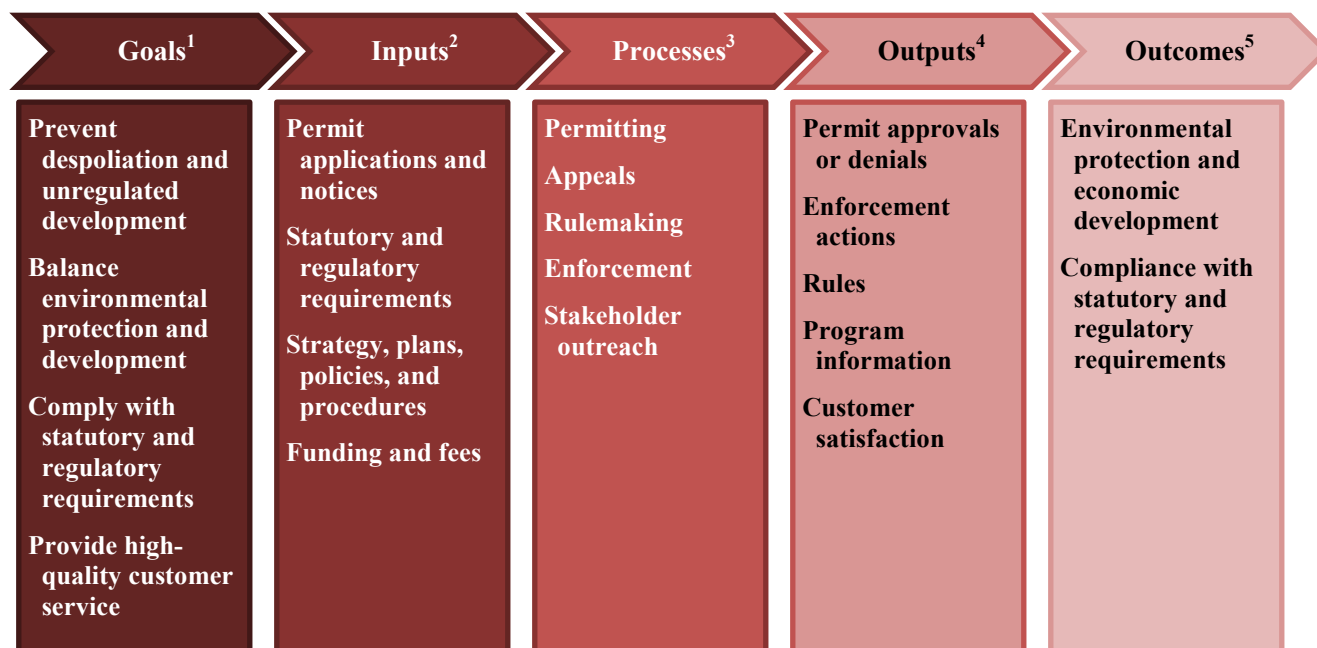 Goals¹
Inputs²
Processes³
Outputs⁴
Outcomes⁵
Prevent
despoliation and
unregulated
development
Balance
environmental
protection and
development
Comply with
statutory and
regulatory
requirements
Provide high-
quality customer
service
Permit
applications and
notices
Statutory and
regulatory
requirements
Strategy, plans,
policies, and
procedures
Funding and fees
Permitting
Appeals
Rulemaking
Enforcement
Stakeholder
outreach
Permit approvals
or denials
Enforcement
actions
Rules
Program
information
Customer
satisfaction
Environmental
protection and
economic
development
Compliance with
statutory and
regulatory
requirements